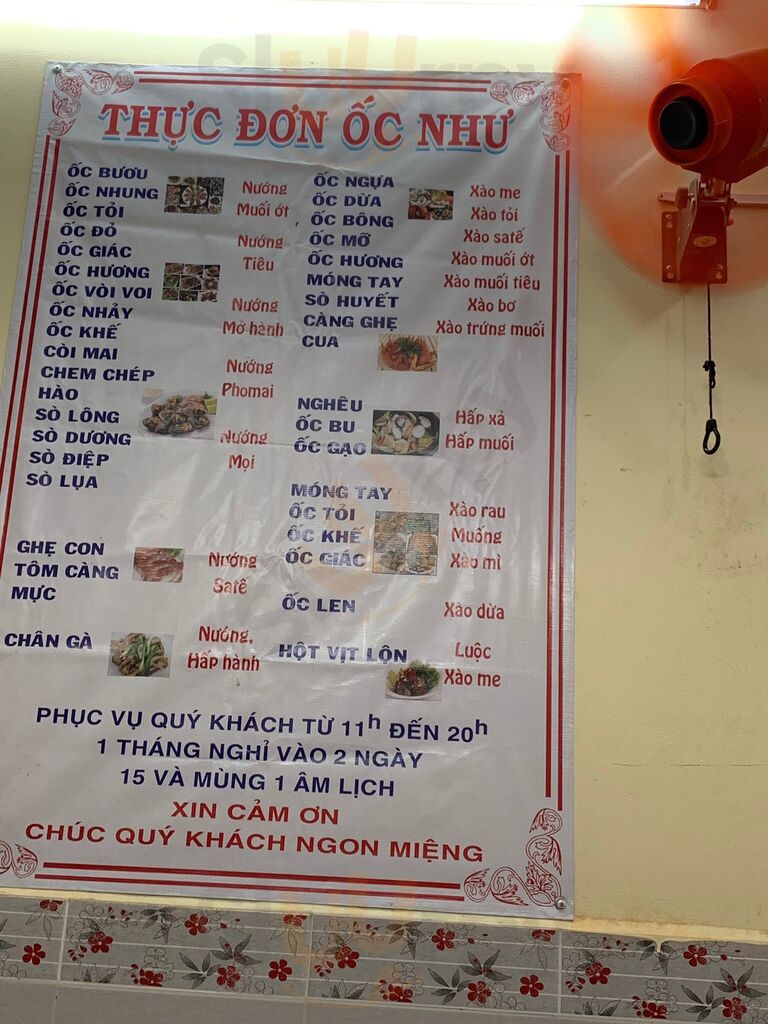 THỰC ĐƠN ỐC NHƯ
ỐC BƯƠU
ỐC NHUNG
ỐC TỎI
ỐC ĐỎ
ỐC GIÁC
ỐC HƯƠNG
ỐC VÒI VOI
ỐC NHẢY
ỐC KHẾ
CÒI MAI
CHEM CHÉP
HÀO
SÒ LÔNG
SÒ DƯƠNG
SÒ ĐIỆP
SÒ LỤA
Nướng
Muối ớt
Nướng
Tiêu
Nướng
Mở hành
Nướng
Phomai
Nướng
Mọi
GHẸ CON
TÔM CÀNG
MỰC
Nướng
Satế
CHÂN GÀ
Nướng,
Hấp hành
ỐC NGỰA
ỐC DỪA
ỐC BÔNG
ỐC MỠ
ỐC HƯƠNG
MÓNG TAY
SÒ HUYẾT
CÀNG GHẸ
CUA
Xào me
Xào tỏi
Xào satế
Xào muối ớt
Xào muối tiêu
Xào bơ
Xào trứng muối
NGHÊU
ỐC BU
ỐC GẠO
Hấp xả
Hấp muối
MÓNG TAY
ỐC TỎI
ỐC KHẾ
ỐC GIÁC
Xào rau
Muống
Xào mì
ỐC LEN
Xào dừa
HỘT VỊT LỘN
Luộc
Xào me
PHỤC VỤ QUÝ KHÁCH TỪ 11h ĐẾN 20h
1 THÁNG NGHỈ VÀO 2 NGÀY
15 VÀ MÙNG 1 ÂM LỊCH
XIN CẢM ƠN
CHÚC QUÝ KHÁCH NGON MIỆNG